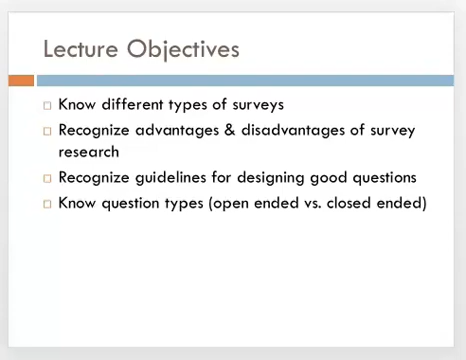 Lecture Objectives
Know different types of surveys
Recognize advantages & disadvantages of survey
research
Recognize guidelines for designing good questions
Know question types (open ended vs. closed ended)